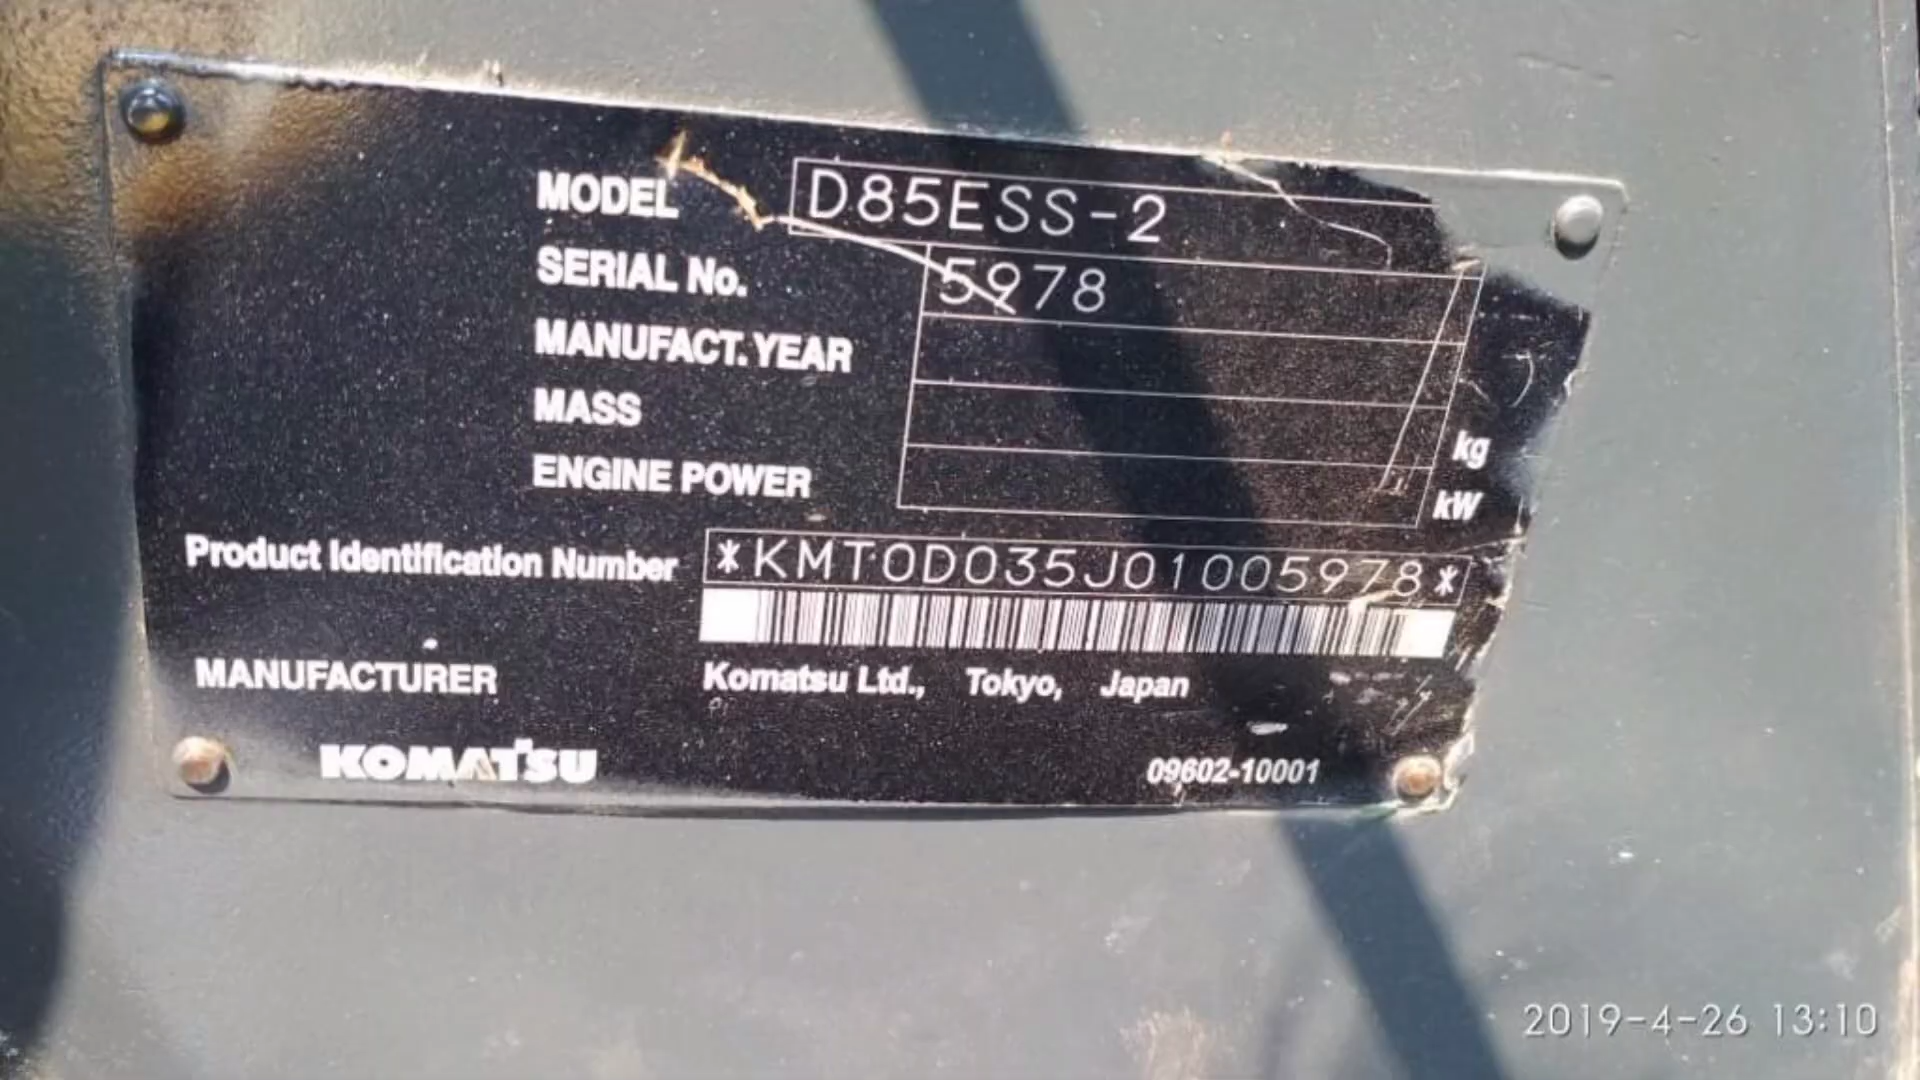 MODEL D85ESS-2
SERIAL No. 5978
MANUFACT. YEAR
MASS kg
ENGINE POWER kW
Product Identification Number *KMT0D035J01005978*
MANUFACTURER Komatsu Ltd., Tokyo, Japan
KOMATSU 09602-10001
2019-4-26 13:10